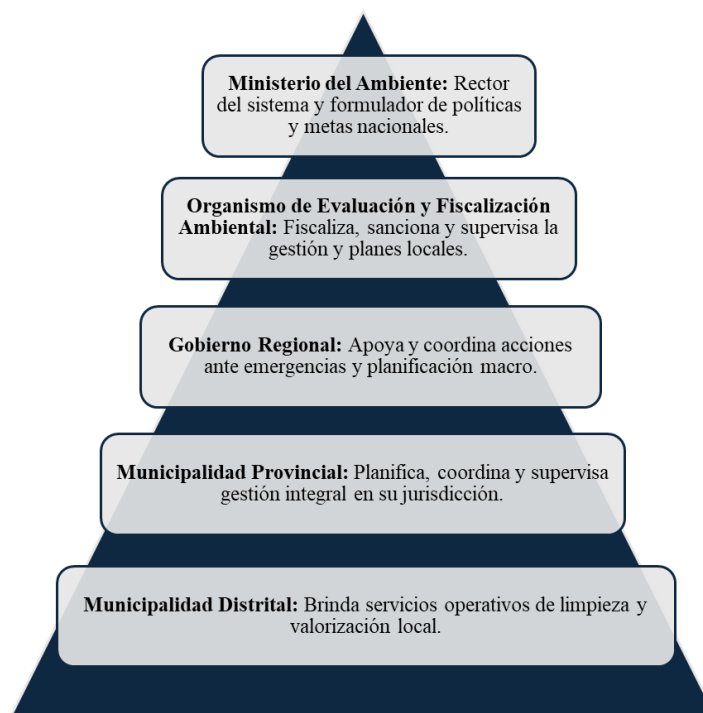 Ministerio del Ambiente: Rector
del sistema y formulador de políticas
y metas nacionales.
Organismo de Evaluación y Fiscalización
Ambiental: Fiscaliza, sanciona y supervisa la
gestión y planes locales.
Gobierno Regional: Apoya y coordina acciones
ante emergencias y planificación macro.
Municipalidad Provincial: Planifica, coordina y supervisa
gestión integral en su jurisdicción.
Municipalidad Distrital: Brinda servicios operativos de limpieza y
valorización local.